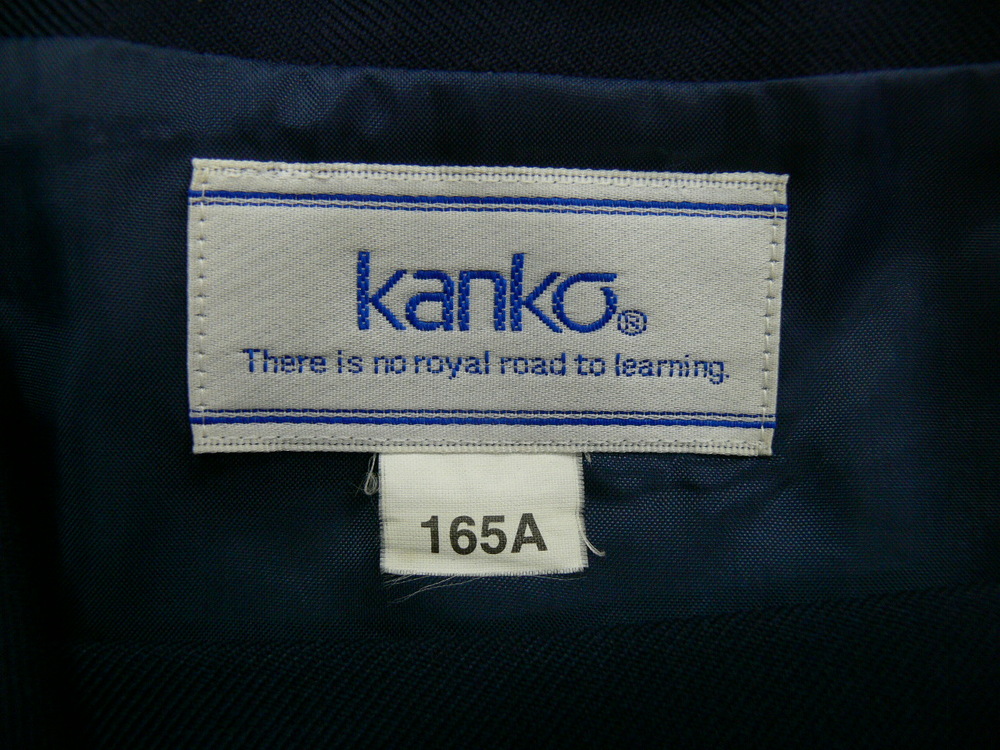 kanko®
There is no royal road to learning.
165A